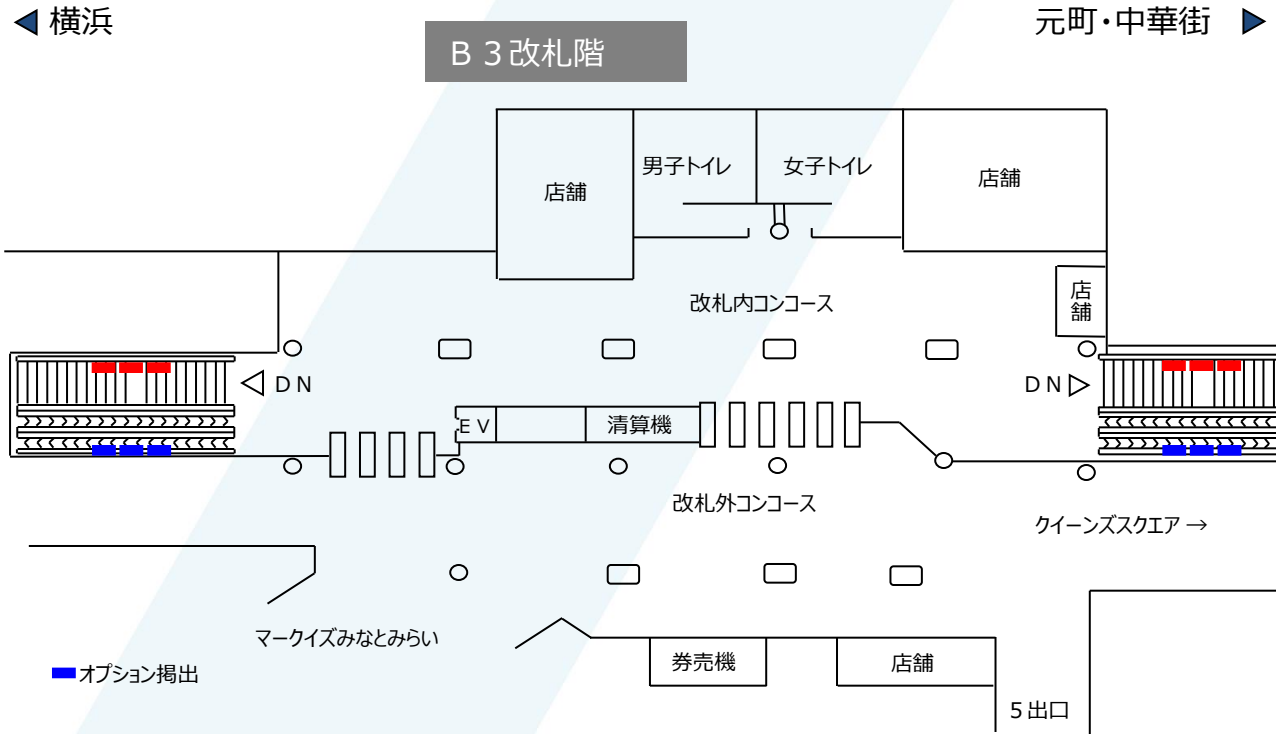 ◀ 横浜
元町・中華街 ▶
B3改札階
店舗
男子トイレ
女子トイレ
店舗
店舗
改札内コンコース
◁ DN
DN ▷
EV
清算機
改札外コンコース
クイーンズスクエア →
マークイズみなとみらい
オプション掲出
券売機
店舗
5出口